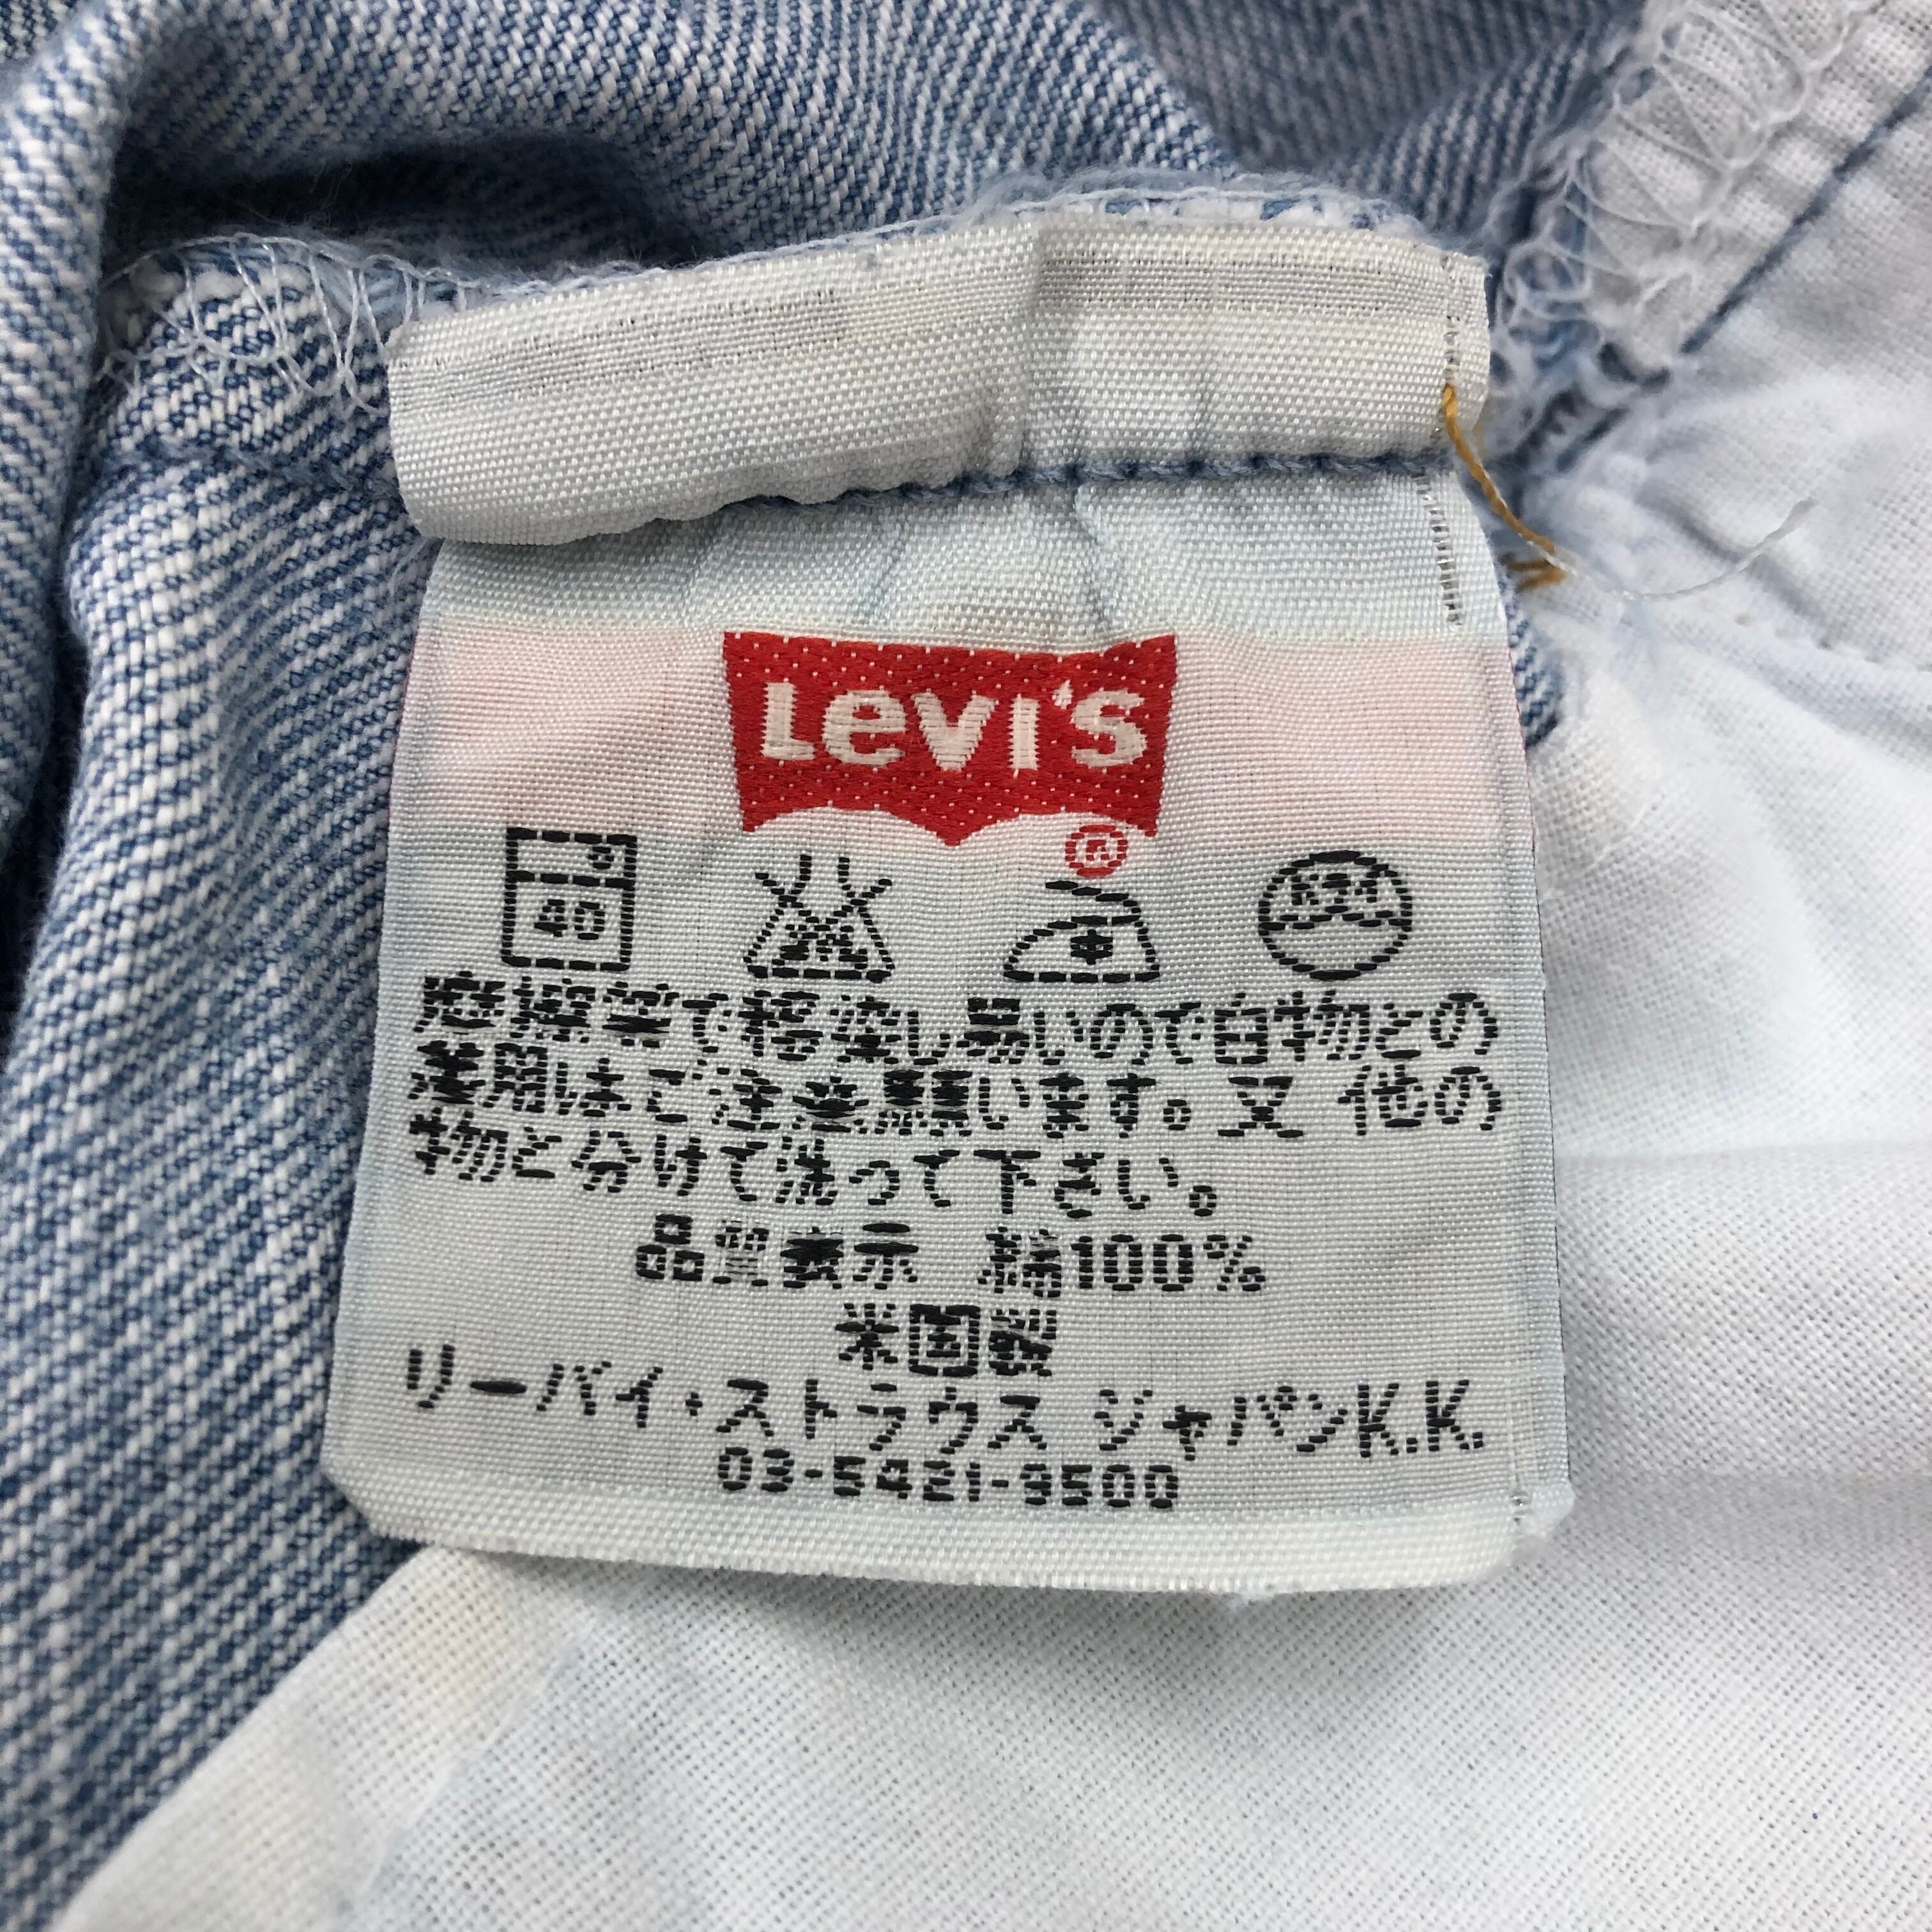 LEVI'S
®
40
感摩等で移染し易いので白物との
着用はご注意願います。又 他の
物と分けて洗って下さい。
品質表示 綿100%
米国製
リーバイ・ストラウス ジャパンK.K.
03-5421-9500